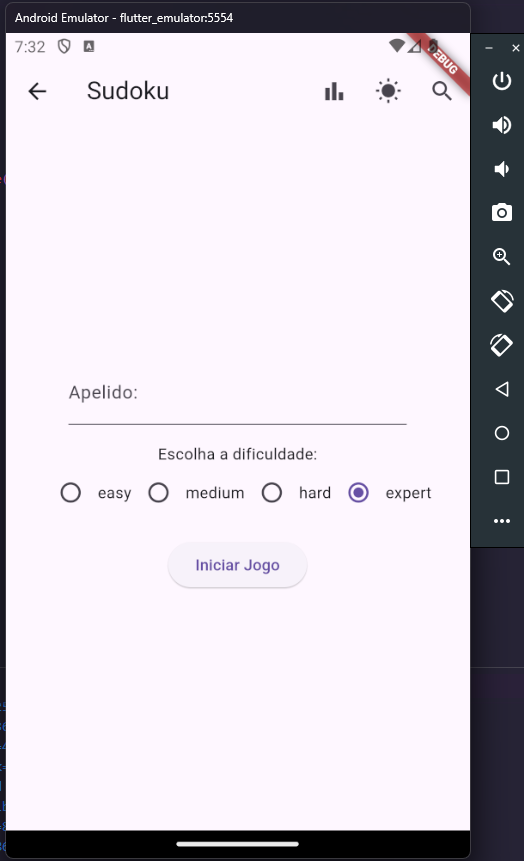 Android Emulator - flutter_emulator:5554
7:32
A
DEBUG
Sudoku
Apelido:
Escolha a dificuldade:
easy medium hard expert
Iniciar Jogo